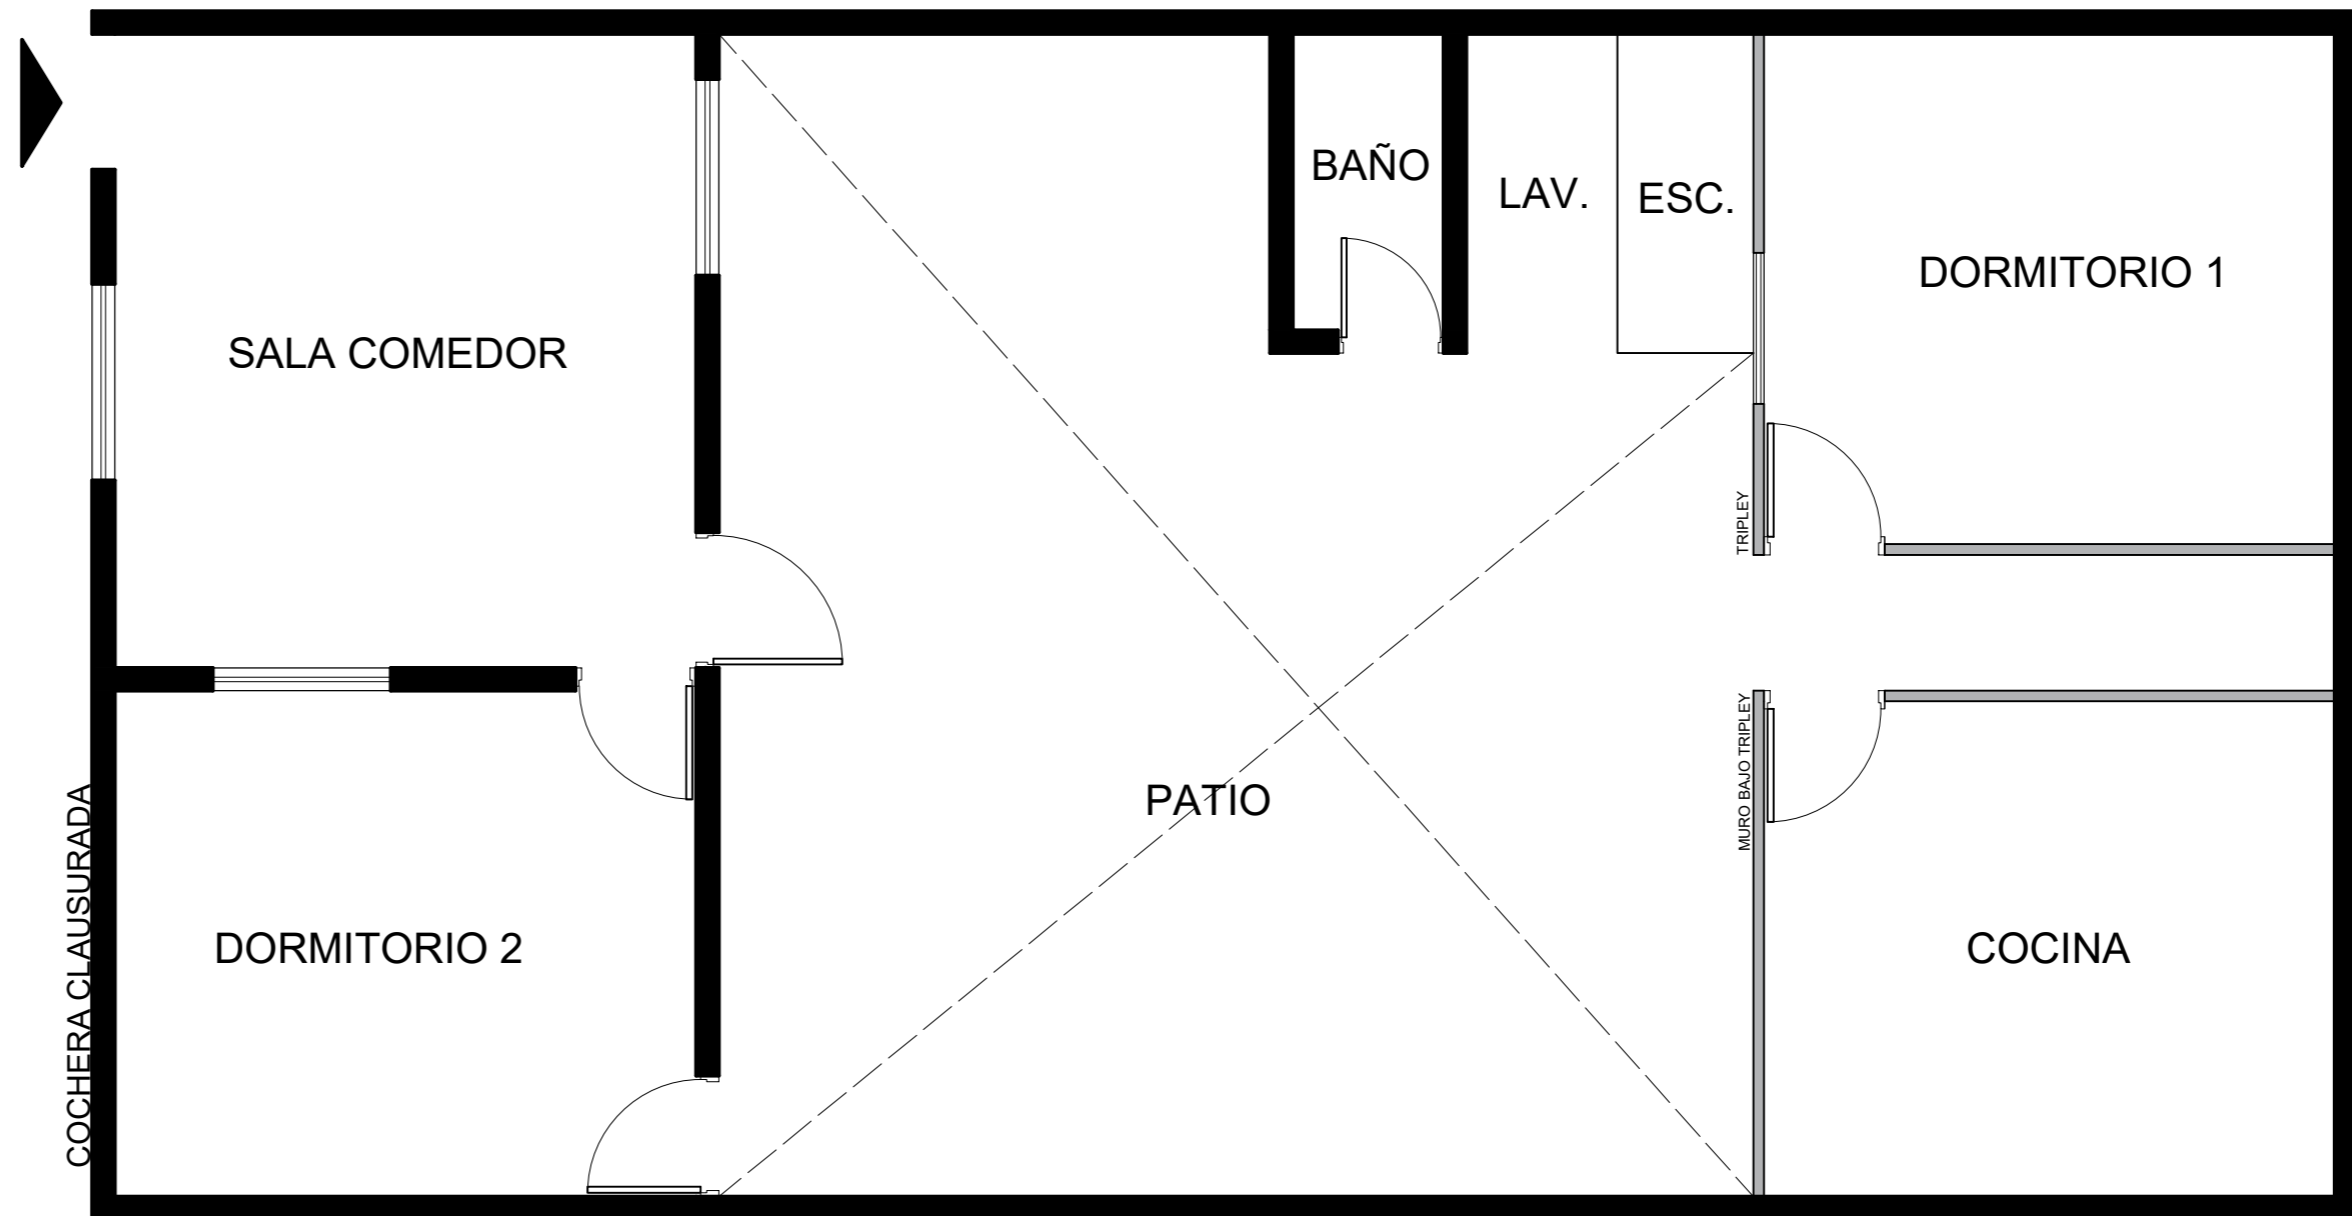 BAÑO
LAV.
ESC.
DORMITORIO 1
SALA COMEDOR
TRIPLEY
MURO BAJO TRIPLEY
PATIO
COCHERA CLAUSURADA
DORMITORIO 2
COCINA